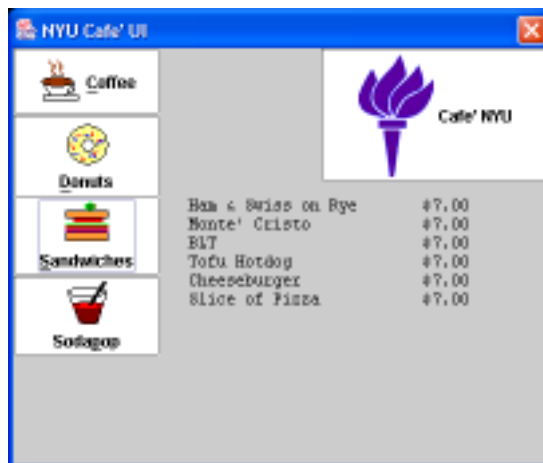 NYU Cafe' UI
Coffee
Cafe' NYU
Donuts
Sandwiches
Ham & Swiss on Rye $7.00
Monte' Cristo $7.00
BLT $7.00
Tofu Hotdog $7.00
Cheeseburger $7.00
Slice of Pizza $7.00
Sodapop